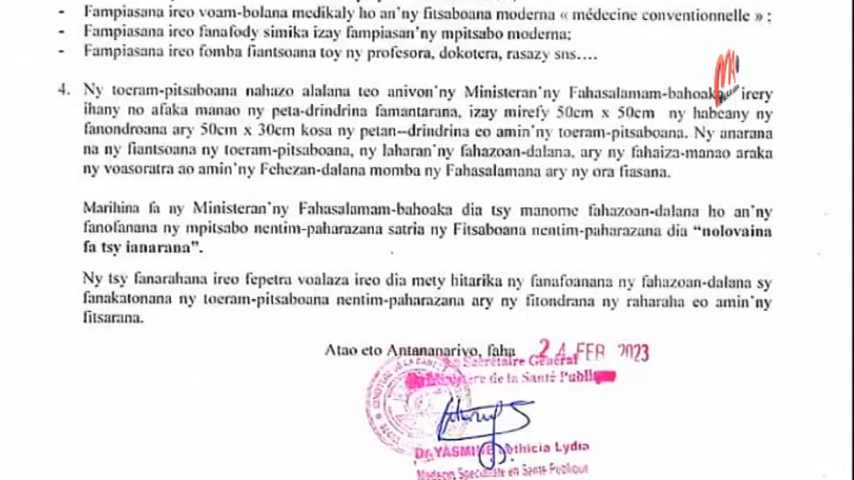 - Fampiasana ireo voam-bolana medikaly ho an'ny fitsaboana moderna « médecine conventionnelle » ;
- Fampiasana ireo fanafody simika izay fampiasan'ny mpitsabo moderna;
- Fampiasana ireo fomba fiantsoana toy ny profesora, dokotera, rasazy sns….
4. Ny toeram-pitsaboana nahazo alalana teo anivon'ny Ministeran'ny Fahasalamam-bahoaka irery
ihany no afaka manao ny peta-drindrina famantarana, izay mirefy 50cm x 50cm ny habeany ny
fanondroana ary 50cm x 30cm kosa ny petan--drindrina eo amin'ny toeram-pitsaboana. Ny anarana
na ny fiantsoana ny toeram-pitsaboana, ny laharan'ny fahazoan-dalana, ary ny fahaiza-manao araka
ny voasoratra ao amin'ny Fehezan-dalana momba ny Fahasalamana ary ny ora fiasana.
Marihina fa ny Ministeran'ny Fahasalamam-bahoaka dia tsy manome fahazoan-dalana ho an'ny
fanofanana ny mpitsabo nentim-paharazana satria ny Fitsaboana nentim-paharazana dia "nolovaina
fa tsy ianarana".
Ny tsy fanarahana ireo fepetra voalaza ireo dia mety hitarika ny fanafoanana ny fahazoan-dalana sy
fanakatonana ny toeram-pitsaboana nentim-paharazana ary ny fitondrana ny raharaha eo amin'ny
fitsarana.
Atao eto Antananarivo, faha 24 FEB 2023
Secrétaire Général
de la Santé Publique
Dr YASMINE Lydia
Médecin Spécialiste en Santé Publique